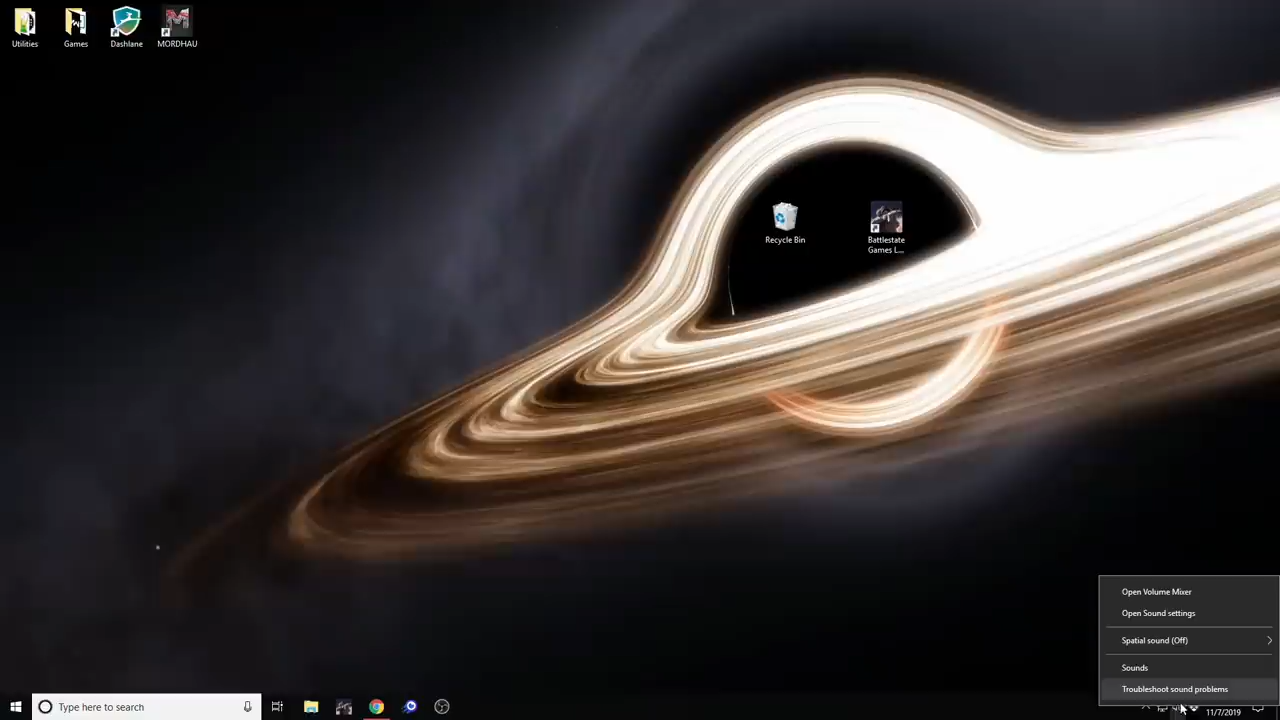 Utilities
Games
Dashlane
MORDHAU
Recycle Bin
Battlestate
Games L...
Open Volume Mixer
Open Sound settings
Spatial sound (Off)
Sounds
Troubleshoot sound problems
Type here to search
11/7/2019